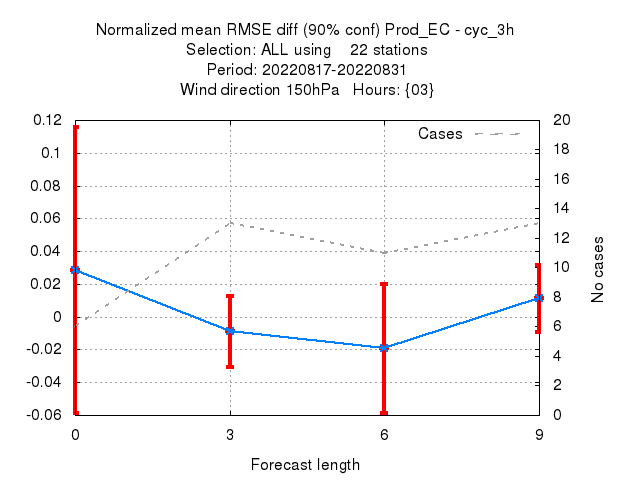 Normalized mean RMSE diff (90% conf) Prod_EC - cyc_3h
Selection: ALL using    22 stations
Period: 20220817-20220831
Wind direction 150hPa   Hours: {03}
Cases
0.12
0.1
0.08
0.06
0.04
0.02
0
-0.02
-0.04
-0.06
20
18
16
14
12
10
8
6
4
2
0
No cases
0 3 6 9
Forecast length